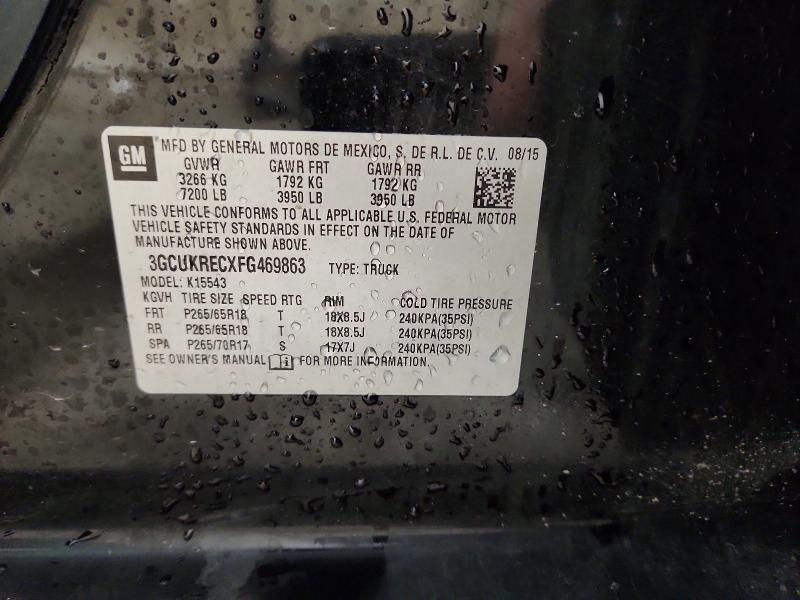 GM MFD BY GENERAL MOTORS DE MEXICO, S. DE R.L. DE C.V. 08/15
GVWR GAWR FRT GAWR RR
3266 KG 1792 KG 1792 KG
7200 LB 3950 LB 3950 LB
THIS VEHICLE CONFORMS TO ALL APPLICABLE U.S. FEDERAL MOTOR
VEHICLE SAFETY STANDARDS IN EFFECT ON THE DATE OF
MANUFACTURE SHOWN ABOVE.
3GCUKRECXFG469863 TYPE: TRUCK
MODEL: K15543
KGVH TIRE SIZE SPEED RTG RIM COLD TIRE PRESSURE
FRT P265/65R18 T 18X8.5J 240KPA(35PSI)
RR P265/65R18 T 18X8.5J 240KPA(35PSI)
SPA P265/70R17 S 17X7J 240KPA(35PSI)
SEE OWNER'S MANUAL FOR MORE INFORMATION.